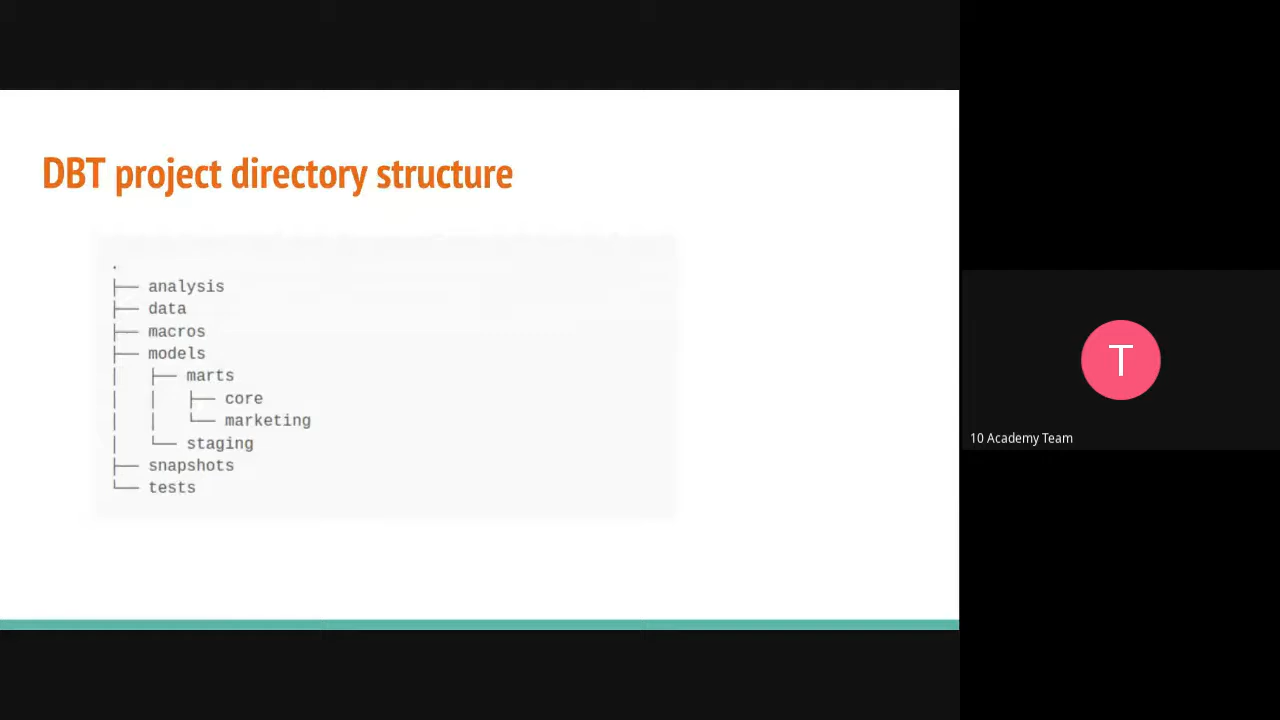 DBT project directory structure
.
├── analysis
├── data
├── macros
├── models
│   ├── marts
│   │   ├── core
│   │   └── marketing
│   └── staging
├── snapshots
└── tests
T
10 Academy Team